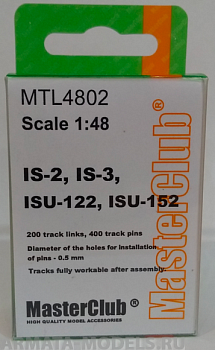 MTL4802
Scale 1:48
IS-2, IS-3,
ISU-122, ISU-152
200 track links, 400 track pins
Diameter of the holes for installation
of pins - 0.5 mm
Tracks fully workable after assembly.
MasterClub®
HIGH QUALITY MODEL ACCESSORIES
MasterClub®
ARMATA-MODELS.RU